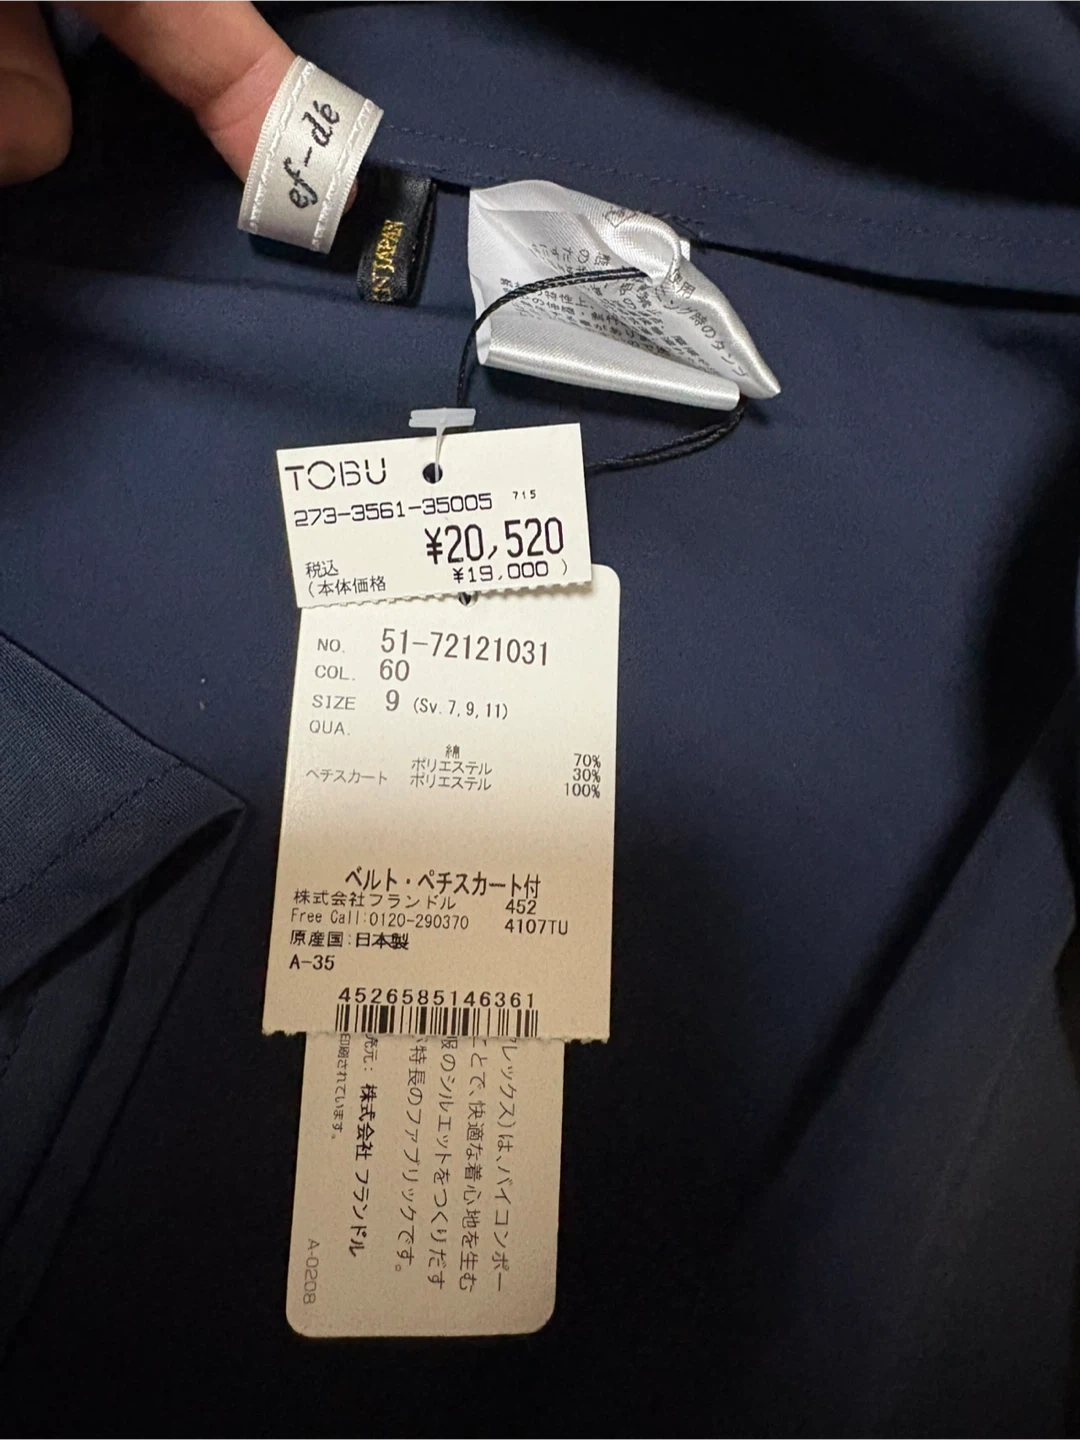 ef-dé
N JAPAN
TOBU
273-3561-35005 715
¥20,520
税込
(本体価格 ¥19,000 )
NO. 51-72121031
COL. 60
SIZE 9 (Sv. 7, 9, 11)
QUA.
綿 70%
ポリエステル 30%
ペチスカート ポリエステル 100%
ベルト・ペチスカート付
株式会社フランドル 452
Free Call:0120-290370 4107TU
原産国:日本製
A-35
4526585146361
レックス)は、バイコンポー
とで、快適な着心地を生む
服のシルエットをつくりだす
特長のファブリックです。
売元: 株式会社 フランドル
印刷されています。
A-0208